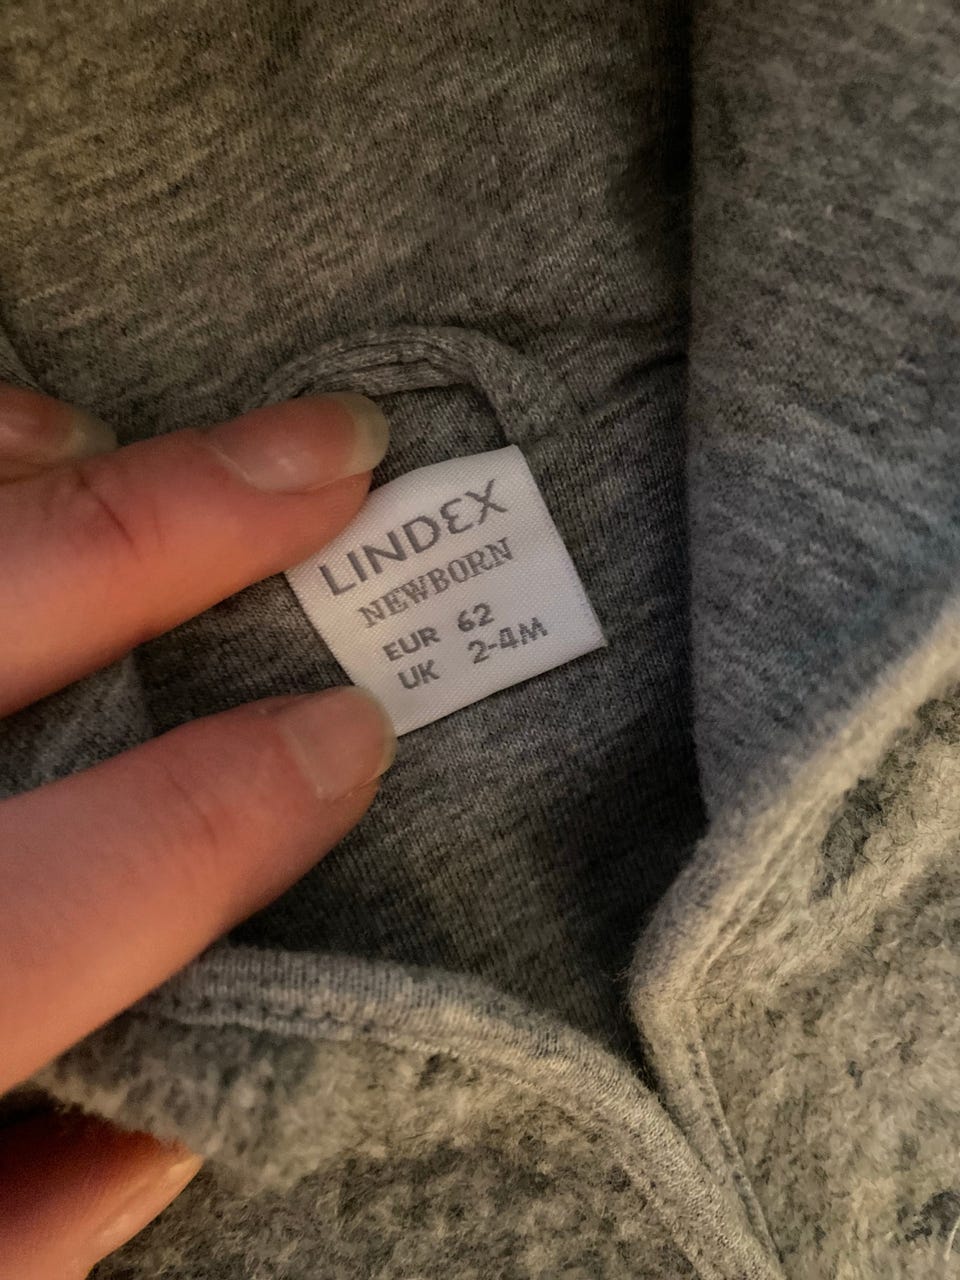 LINDEX
NEWBORN
EUR 62
UK 2-4M